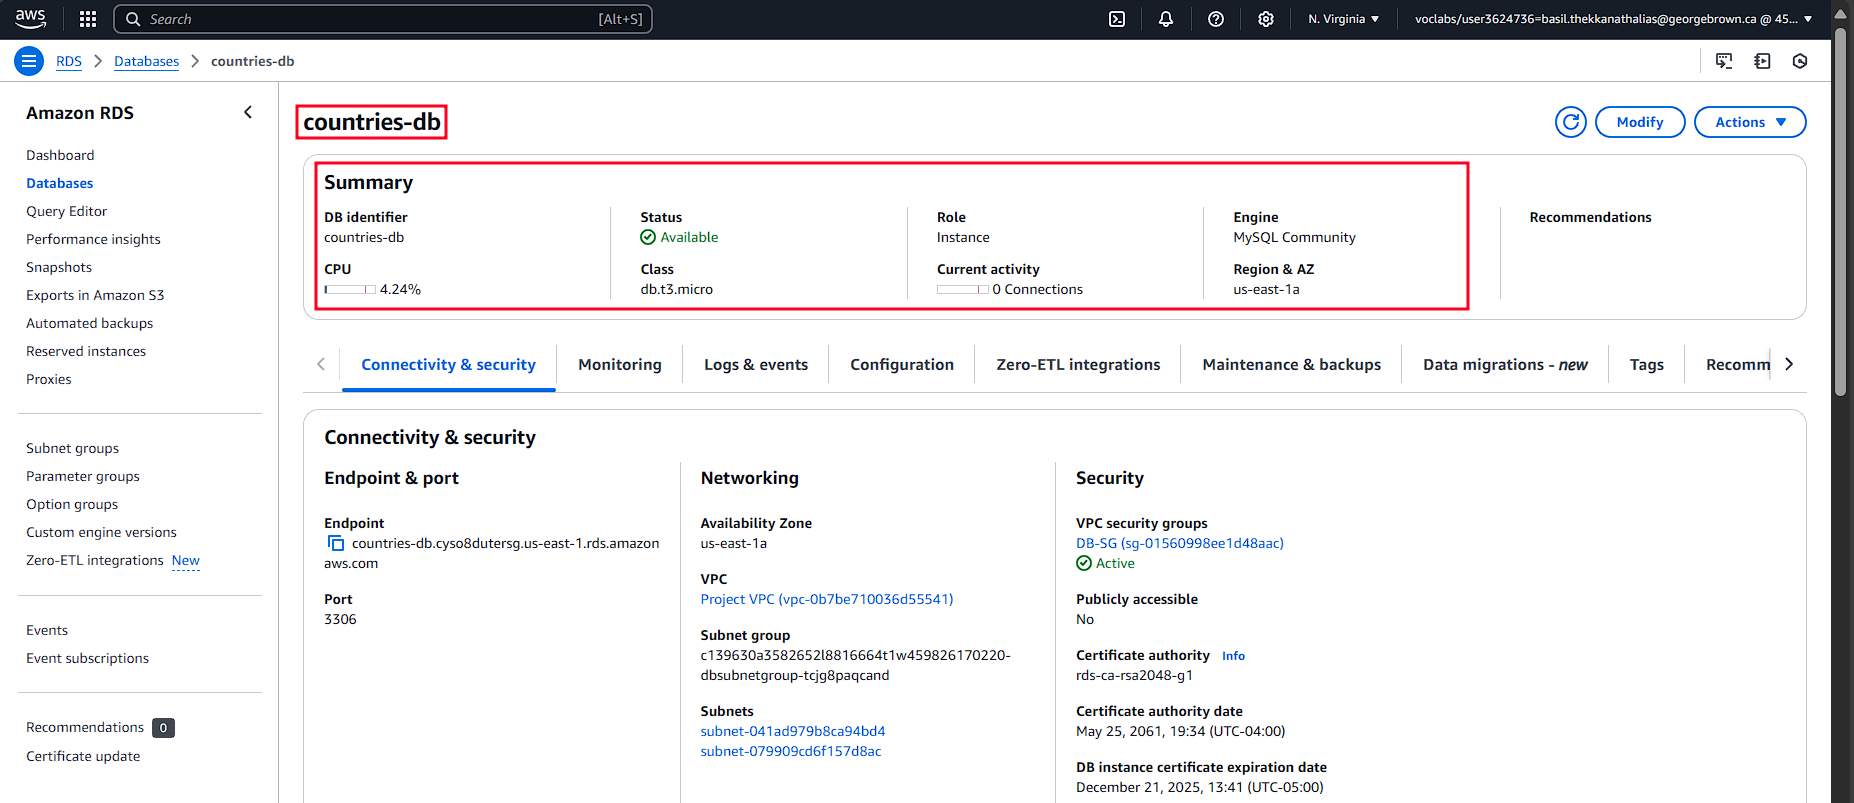 aws
Search [Alt+S]
N. Virginia
voclabs/user3624736=basil.thekkanathalias@georgebrown.ca @ 45...
RDS
Databases
countries-db
Amazon RDS
Dashboard
Databases
Query Editor
Performance insights
Snapshots
Exports in Amazon S3
Automated backups
Reserved instances
Proxies
Subnet groups
Parameter groups
Option groups
Custom engine versions
Zero-ETL integrations New
Events
Event subscriptions
Recommendations 0
Certificate update
countries-db
Modify
Actions
Summary
DB identifier
countries-db
CPU
4.24%
Status
Available
Class
db.t3.micro
Role
Instance
Current activity
0 Connections
Engine
MySQL Community
Region & AZ
us-east-1a
Recommendations
Connectivity & security
Monitoring
Logs & events
Configuration
Zero-ETL integrations
Maintenance & backups
Data migrations - new
Tags
Recomm
Connectivity & security
Endpoint & port
Endpoint
countries-db.cyso8dutersg.us-east-1.rds.amazon
aws.com
Port
3306
Networking
Availability Zone
us-east-1a
VPC
Project VPC (vpc-0b7be710036d55541)
Subnet group
c139630a3582652l8816664t1w459826170220-
dbsubnetgroup-tcjg8paqcand
Subnets
subnet-041ad979b8ca94bd4
subnet-079909cd6f157d8ac
Security
VPC security groups
DB-SG (sg-01560998ee1d48aac)
Active
Publicly accessible
No
Certificate authority Info
rds-ca-rsa2048-g1
Certificate authority date
May 25, 2061, 19:34 (UTC-04:00)
DB instance certificate expiration date
December 21, 2025, 13:41 (UTC-05:00)